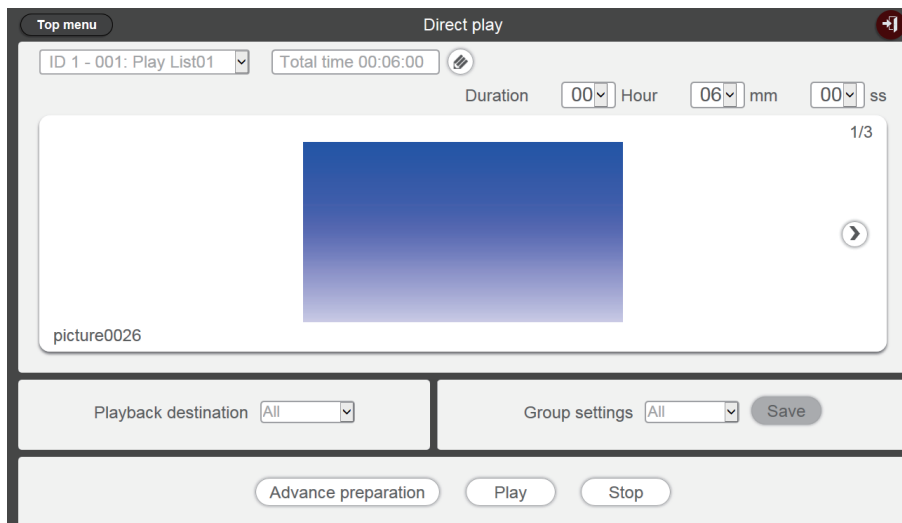 Top menu
Direct play
ID 1 - 001: Play List01
Total time 00:06:00
Duration 00 Hour 06 mm 00 ss
1/3
picture0026
Playback destination All
Group settings All Save
Advance preparation Play Stop